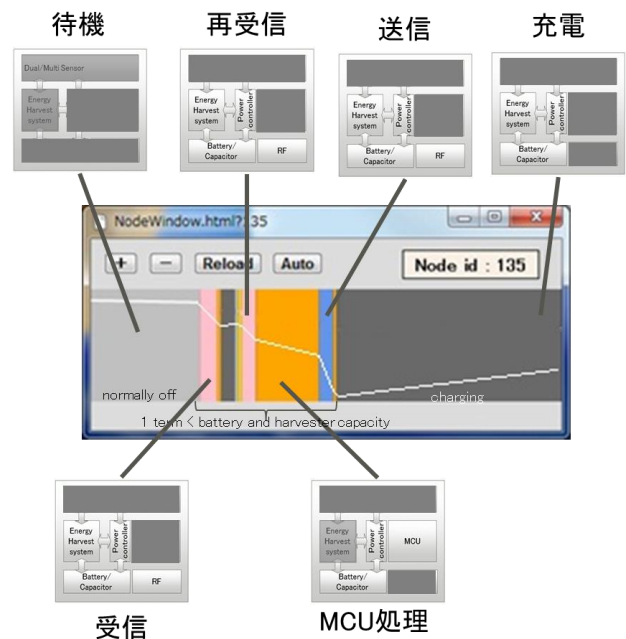 待機
再受信
送信
充電
Dual/Multi Sensor
Energy
Harvest
system
Energy
Harvest
system
Power
controller
Battery/
Capacitor
RF
Energy
Harvest
system
Power
controller
Battery/
Capacitor
RF
Energy
Harvest
system
Power
controller
Battery/
Capacitor
NodeWindow.html?135
+
-
Reload
Auto
Node id : 135
normally off
charging
1 term < battery and harvester capacity
Energy
Harvest
system
Power
controller
Battery/
Capacitor
RF
Energy
Harvest
system
Power
controller
MCU
Battery/
Capacitor
受信
MCU処理